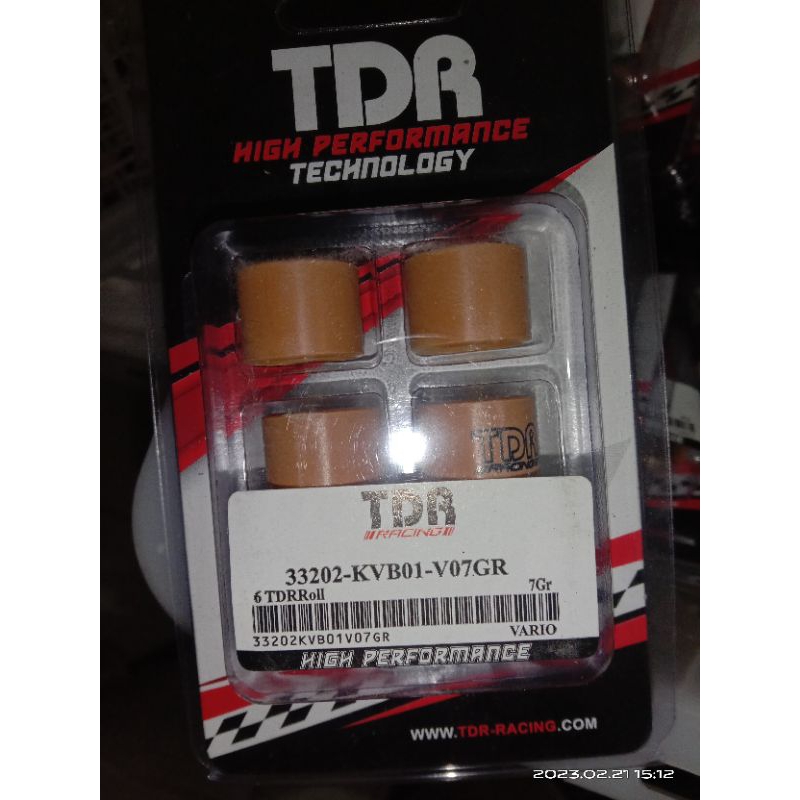 TDR
HIGH PERFORMANCE
TECHNOLOGY
TDR
RACING
TDR
RACING
33202-KVB01-V07GR
6 TDRRoll 7Gr
33202KVB01V07GR VARIO
HIGH PERFORMANCE
WWW.TDR-RACING.COM
2023.02.21 15:12